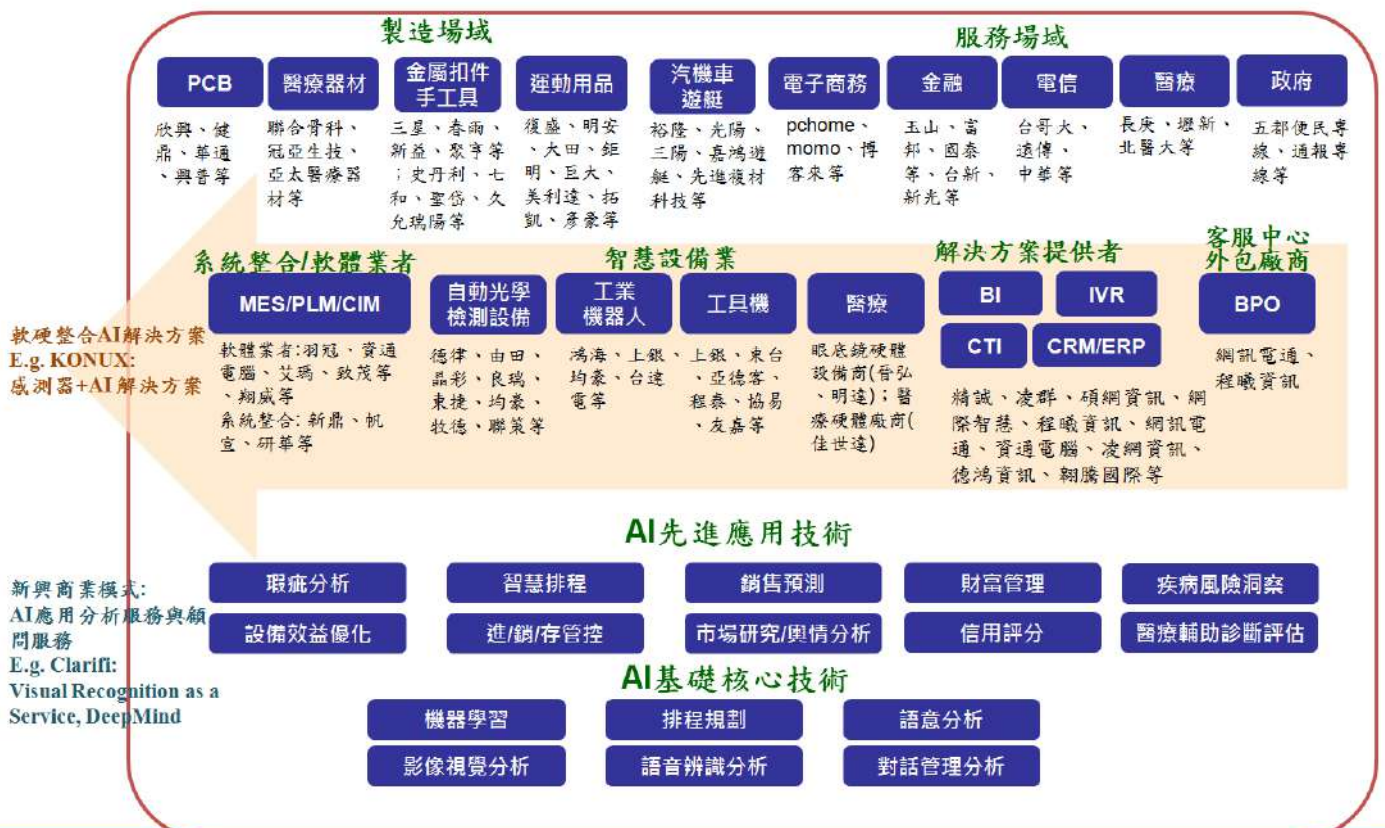 製造場域
服務場域
PCB
欣興、健
鼎、華通
、興普等
醫療器材
聯合骨科、
冠亞生技、
亞太醫療器
材等
金屬扣件
手工具
三星、春雨、
新益、聚亨等
；史丹利、七
和、聖岱、久
允瑞陽等
運動用品
復盛、明安
、大田、鉅
明、巨大、
美利達、拓
凱、彥豪等
汽機車
遊艇
裕隆、光陽、
三陽、嘉鴻遊
艇、先進複材
科技等
電子商務
pchome、
momo、博
客來等
金融
玉山、富
邦、國泰
等、台新、
新光等
電信
台哥大、
遠傳、
中華等
醫療
長庚、壢新、
北醫大等
政府
五都便民專
線、通報專
線等
軟硬整合AI解決方案
E.g. KONUX:
感測器+AI解決方案
系統整合/軟體業者
MES/PLM/CIM
軟體業者:羽冠、資通
電腦、艾瑪、致茂等
、翔威等
系統整合: 新鼎、帆
宣、研華等
智慧設備業
自動光學
檢測設備
德律、由田、
晶彩、良瑞、
東捷、均豪、
牧德、聯策等
工業
機器人
鴻海、上銀、
均豪、台達
電等
工具機
上銀、東台
、亞德客、
程泰、協易
、友嘉等
醫療
眼底鏡硬體
設備商(晉弘
、明達)；醫
療硬體廠商(
佳世達)
解決方案提供者
BI
IVR
CTI
CRM/ERP
精誠、凌群、碩網資訊、網
際智慧、程曦資訊、網訊電
通、資通電腦、凌網資訊、
德鴻資訊、翱騰國際等
客服中心
外包廠商
BPO
網訊電通、
程曦資訊
新興商業模式:
AI應用分析服務與顧
問服務
E.g. Clarifi:
Visual Recognition as a
Service, DeepMind
AI先進應用技術
瑕疵分析
智慧排程
銷售預測
財富管理
疾病風險洞察
設備效益優化
進/銷/存管控
市場研究/輿情分析
信用評分
醫療輔助診斷評估
AI基礎核心技術
機器學習
排程規劃
語意分析
影像視覺分析
語音辨識分析
對話管理分析